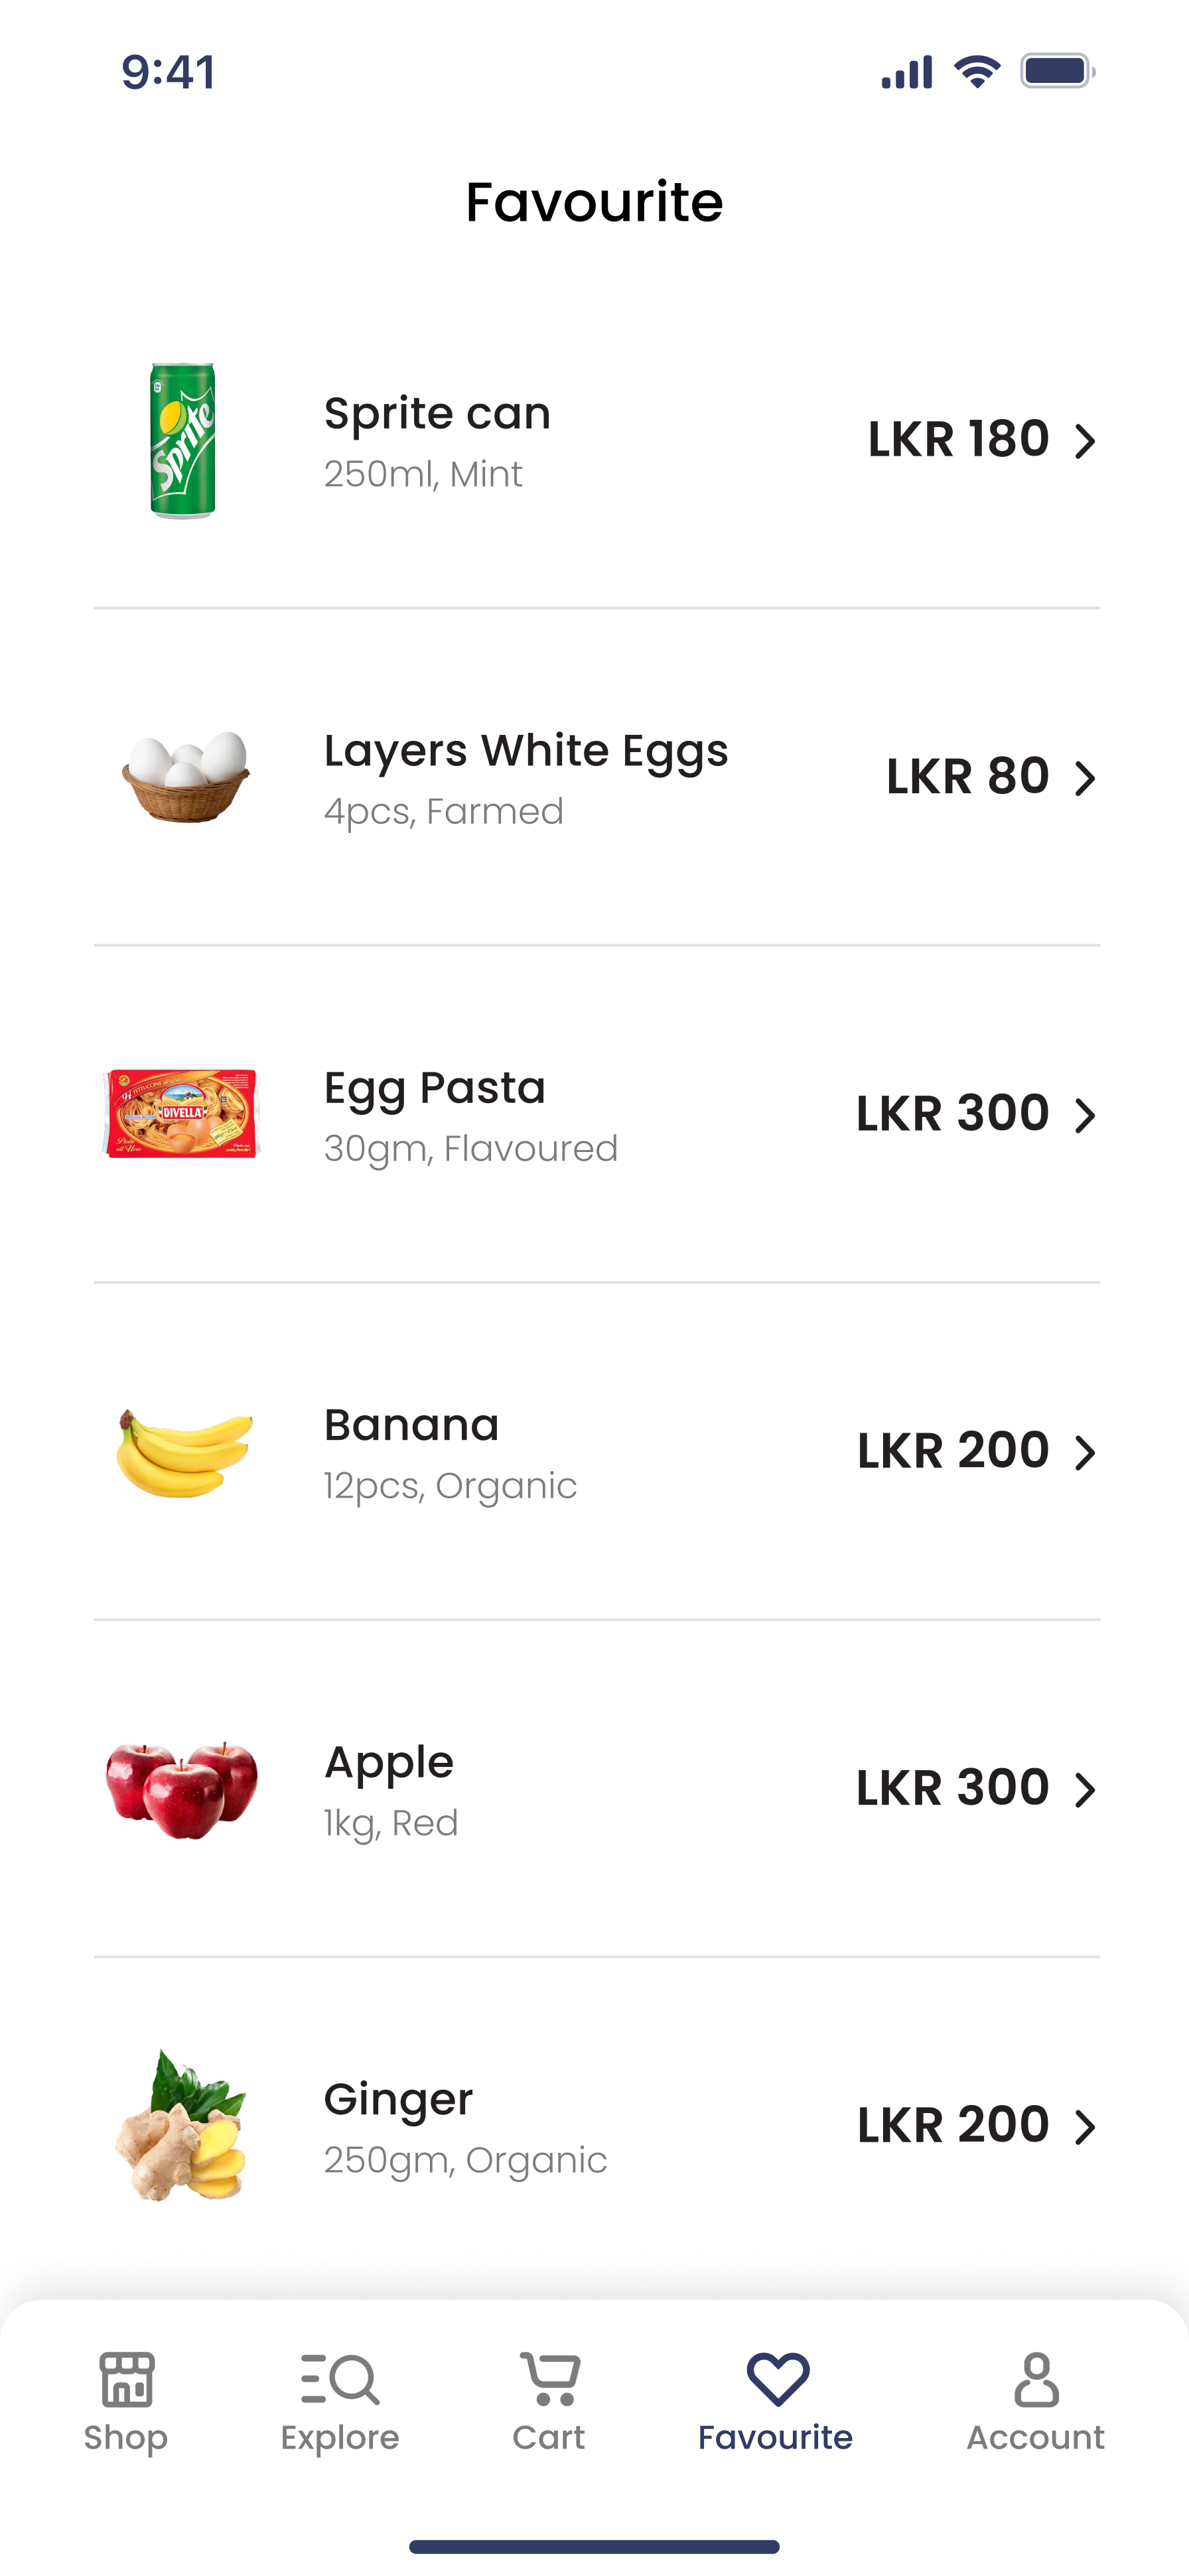 9:41
Favourite
Sprite
Sprite can
250ml, Mint
LKR 180
Layers White Eggs
4pcs, Farmed
LKR 80
DIVELLA
Egg Pasta
30gm, Flavoured
LKR 300
Banana
12pcs, Organic
LKR 200
Apple
1kg, Red
LKR 300
Ginger
250gm, Organic
LKR 200
Shop
Explore
Cart
Favourite
Account